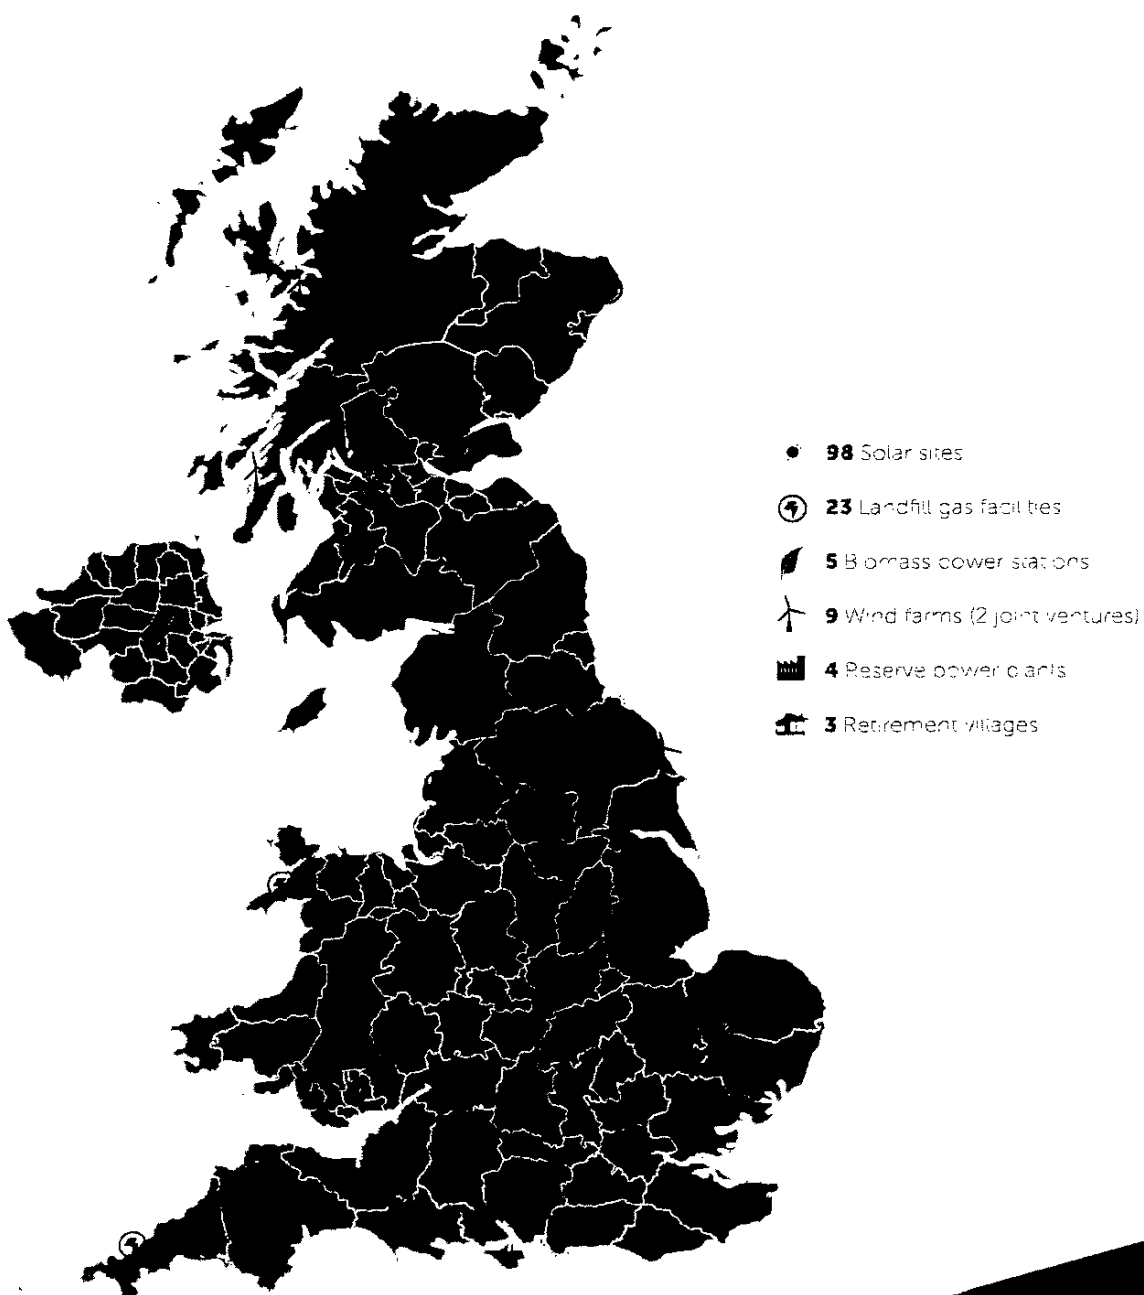 98 Solar sites
23 Landfill gas facilities
5 Biomass power stations
9 Wind farms (2 joint ventures)
4 Reserve power plants
3 Retirement villages